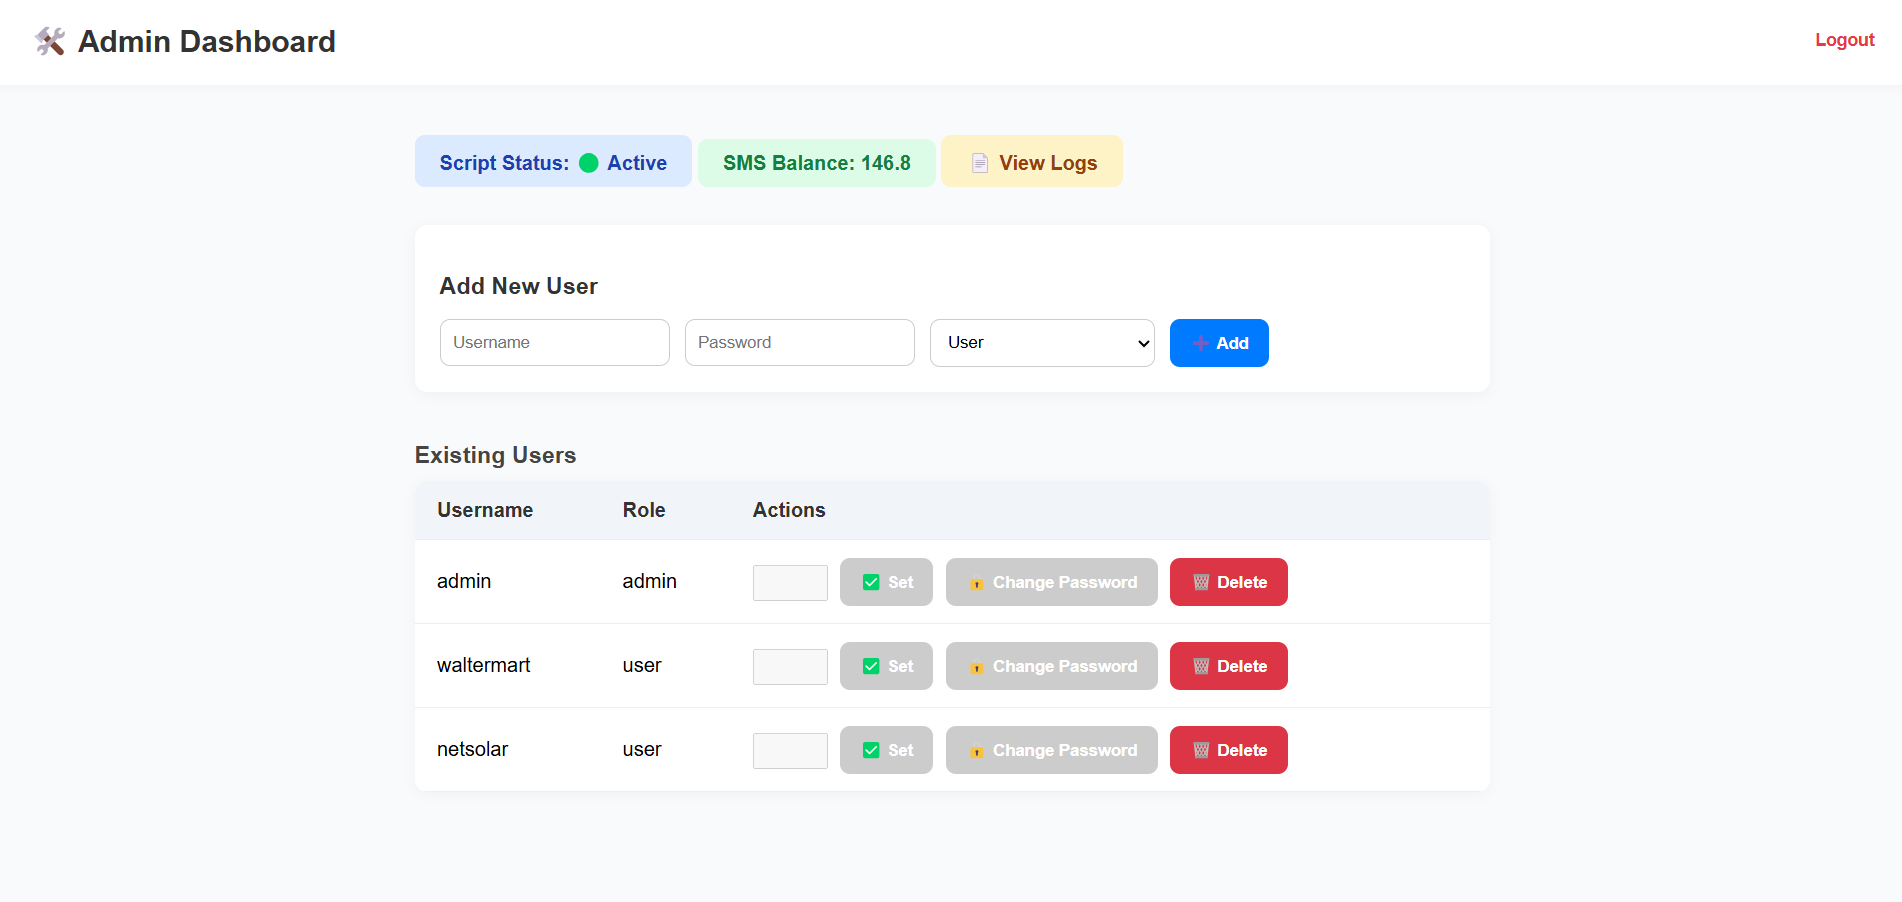 Admin Dashboard
Logout
Script Status: Active
SMS Balance: 146.8
View Logs
Add New User
Username
Password
User
Add
Existing Users
Username Role Actions
admin admin Set Change Password Delete
waltermart user Set Change Password Delete
netsolar user Set Change Password Delete